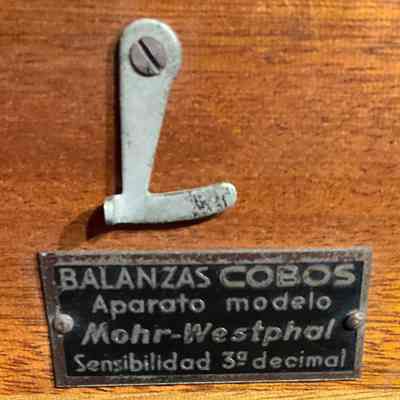 BALANZAS COBOS
Aparato modelo
Mohr-Westphal
Sensibilidad 3ª decimal